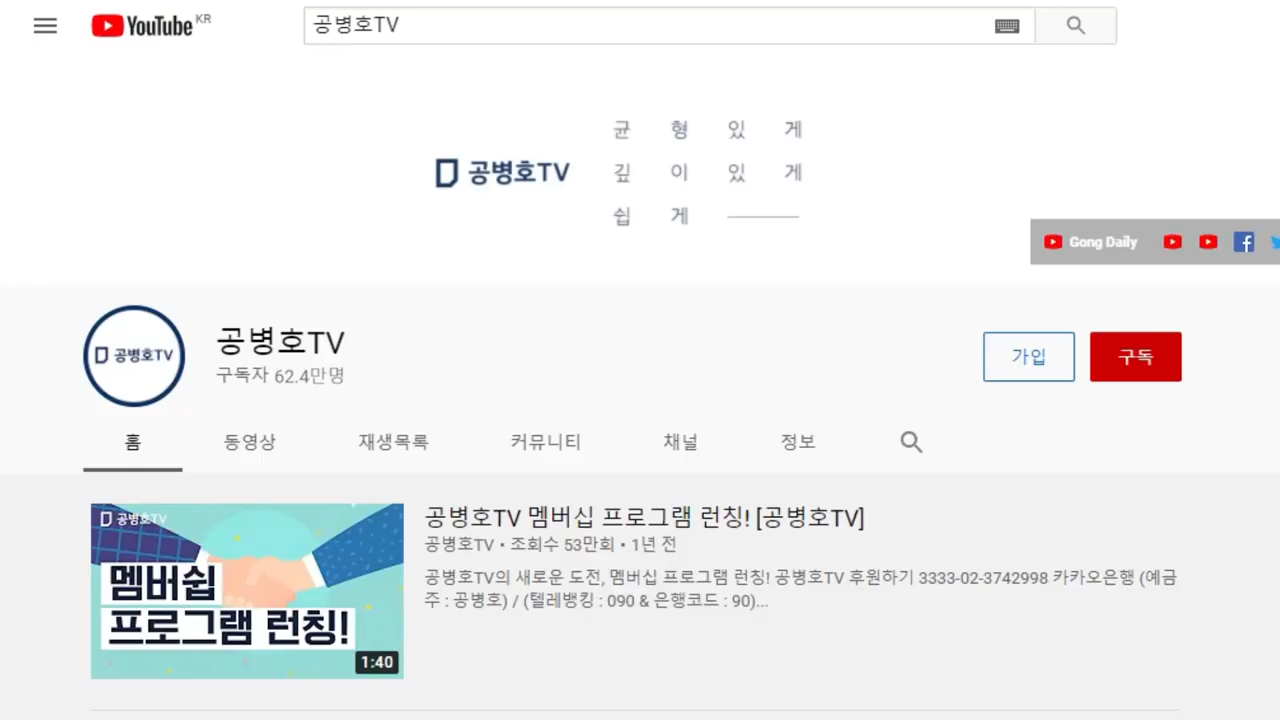 YouTube KR
공병호TV
공병호TV
균 형 있 게
깊 이 있 게
쉽 게
Gong Daily
공병호TV
공병호TV
구독자 62.4만명
가입
구독
홈
동영상
재생목록
커뮤니티
채널
정보
공병호TV
멤버쉽
프로그램 런칭!
1:40
공병호TV 멤버십 프로그램 런칭! [공병호TV]
공병호TV • 조회수 53만회 • 1년 전
공병호TV의 새로운 도전, 멤버십 프로그램 런칭! 공병호TV 후원하기 3333-02-3742998 카카오은행 (예금
주 : 공병호) / (텔레뱅킹 : 090 & 은행코드 : 90)...